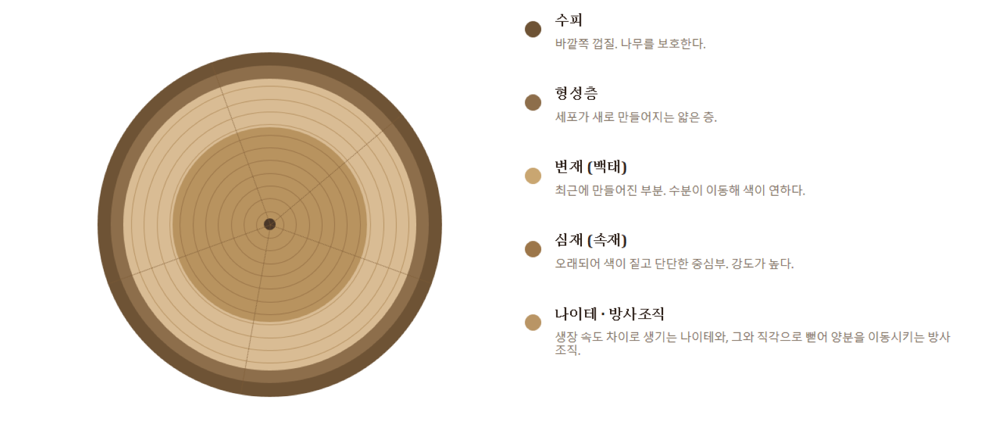 수피
바깥쪽 껍질. 나무를 보호한다.
형성층
세포가 새로 만들어지는 얇은 층.
변재 (백태)
최근에 만들어진 부분. 수분이 이동해 색이 연하다.
심재 (속재)
오래되어 색이 짙고 단단한 중심부. 강도가 높다.
나이테 · 방사조직
생장 속도 차이로 생기는 나이테와, 그와 직각으로 뻗어 양분을 이동시키는 방사
조직.